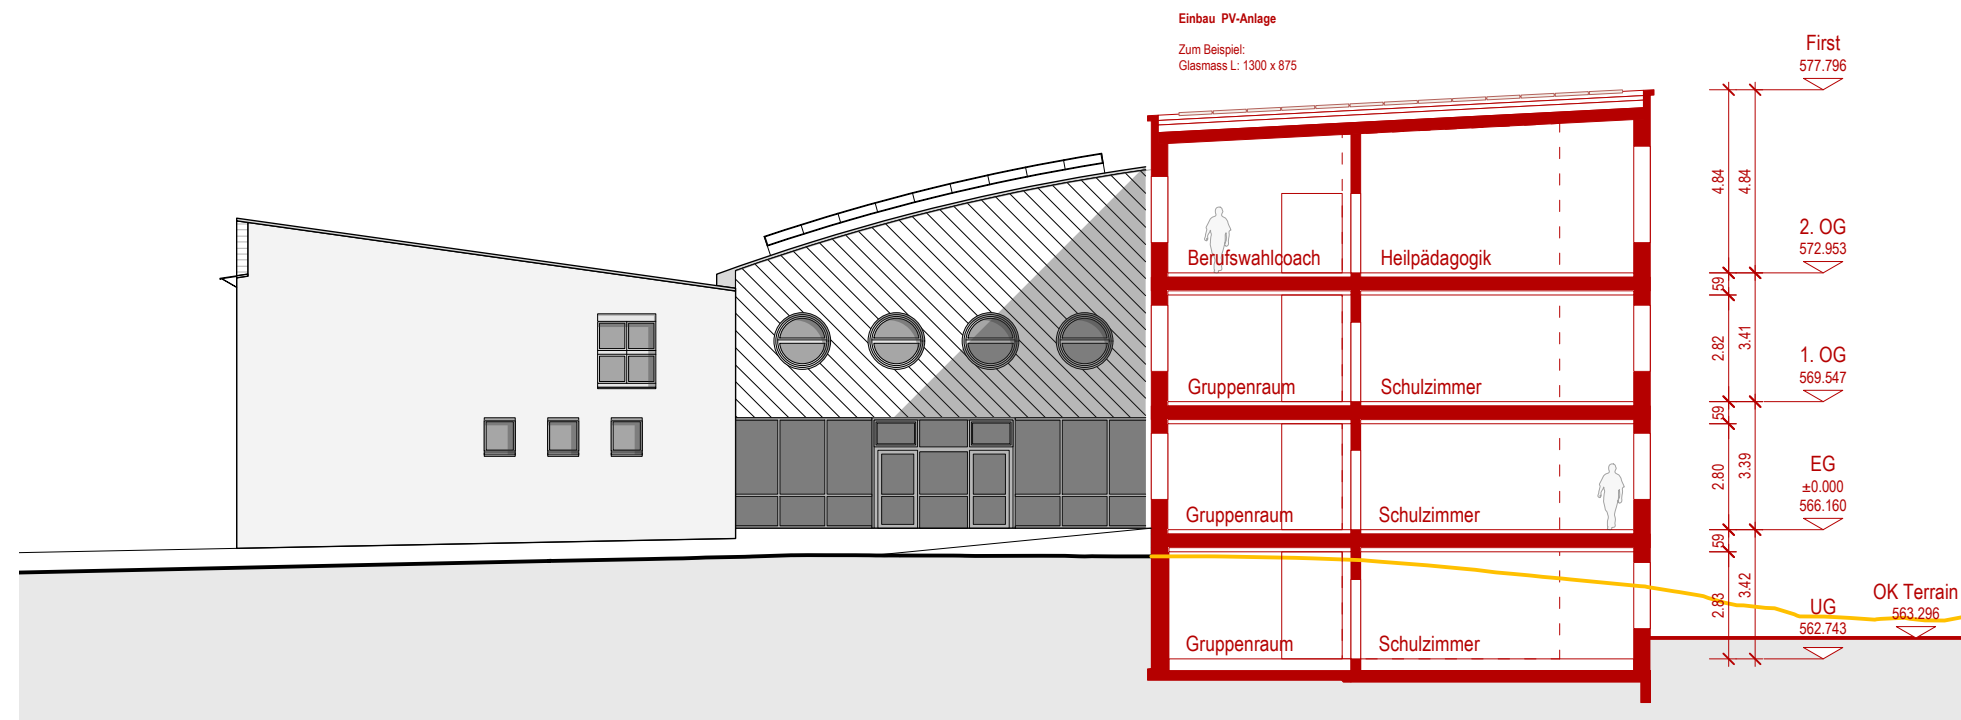 Einbau PV-Anlage
Zum Beispiel:
Glasmass L: 1300 x 875
First
577.796
4.84
4.84
2. OG
572.953
Berufswahlcoach
Heilpädagogik
59
2.82
3.41
1. OG
569.547
Gruppenraum
Schulzimmer
59
2.80
3.39
EG
±0.000
566.160
Gruppenraum
Schulzimmer
59
2.83
3.42
OK Terrain
563.296
UG
562.743
Gruppenraum
Schulzimmer